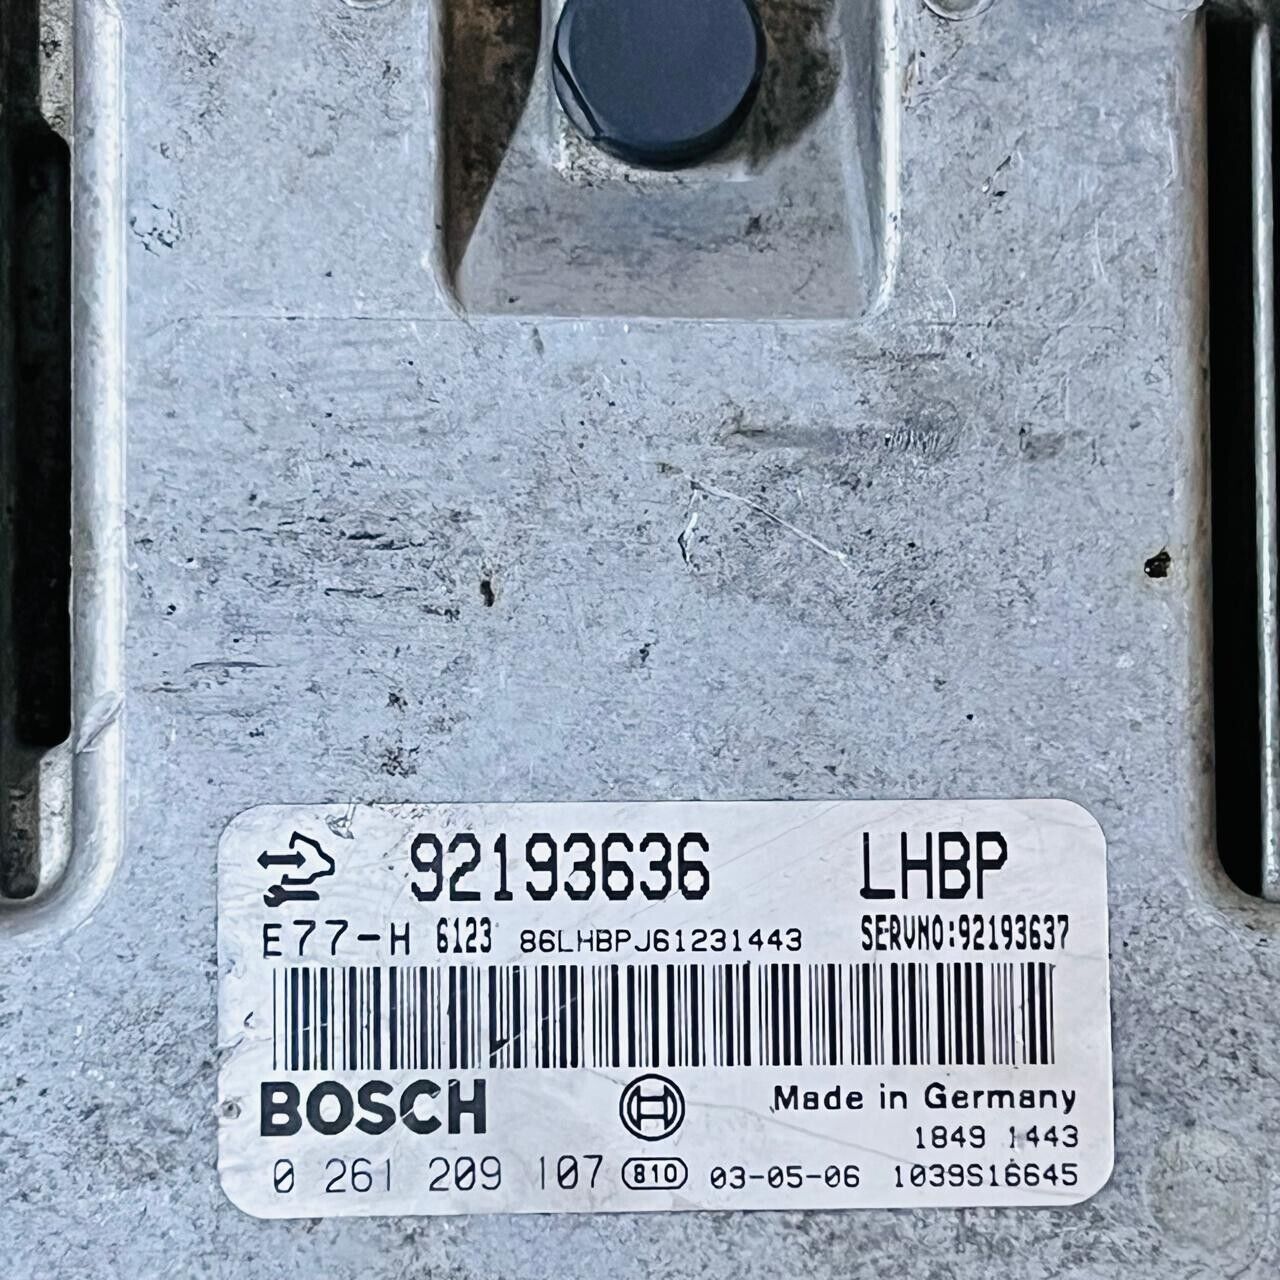 92193636 LHBP
E77-H 6123 86LHBPJ61231443 SERVNO:92193637
BOSCH Made in Germany
1849 1443
0 261 209 107 810 03-05-06 1039S16645